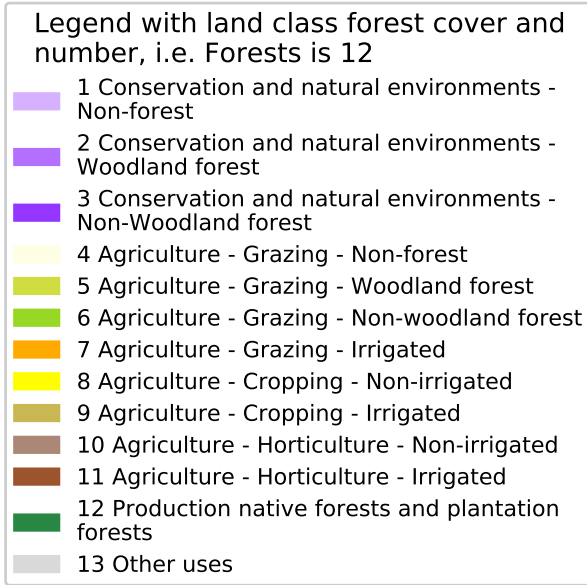 Legend with land class forest cover and
number, i.e. Forests is 12
1 Conservation and natural environments -
Non-forest
2 Conservation and natural environments -
Woodland forest
3 Conservation and natural environments -
Non-Woodland forest
4 Agriculture - Grazing - Non-forest
5 Agriculture - Grazing - Woodland forest
6 Agriculture - Grazing - Non-woodland forest
7 Agriculture - Grazing - Irrigated
8 Agriculture - Cropping - Non-irrigated
9 Agriculture - Cropping - Irrigated
10 Agriculture - Horticulture - Non-irrigated
11 Agriculture - Horticulture - Irrigated
12 Production native forests and plantation
forests
13 Other uses